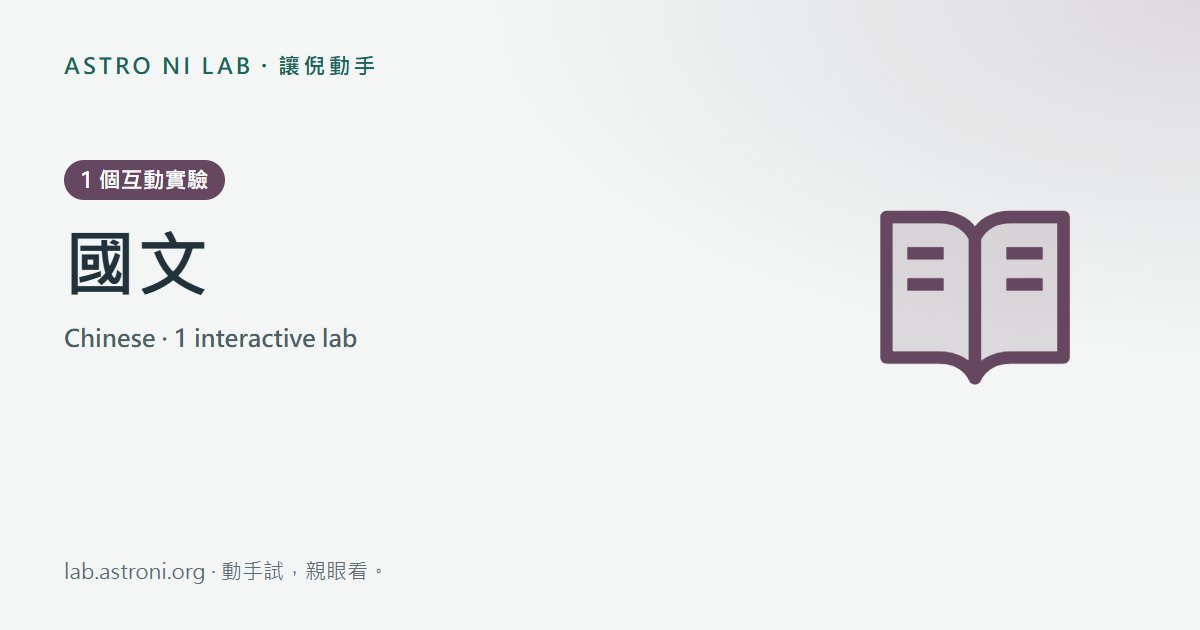 ASTRO NI LAB · 讓倪動手
1 個互動實驗
國文
Chinese · 1 interactive lab
lab.astroni.org · 動手試，親眼看。